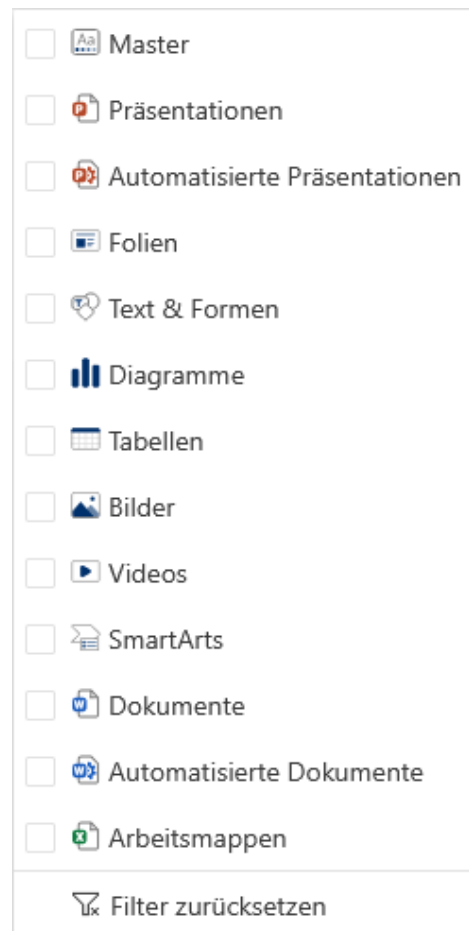 Master
Präsentationen
Automatisierte Präsentationen
Folien
Text & Formen
Diagramme
Tabellen
Bilder
Videos
SmartArts
Dokumente
Automatisierte Dokumente
Arbeitsmappen
Filter zurücksetzen